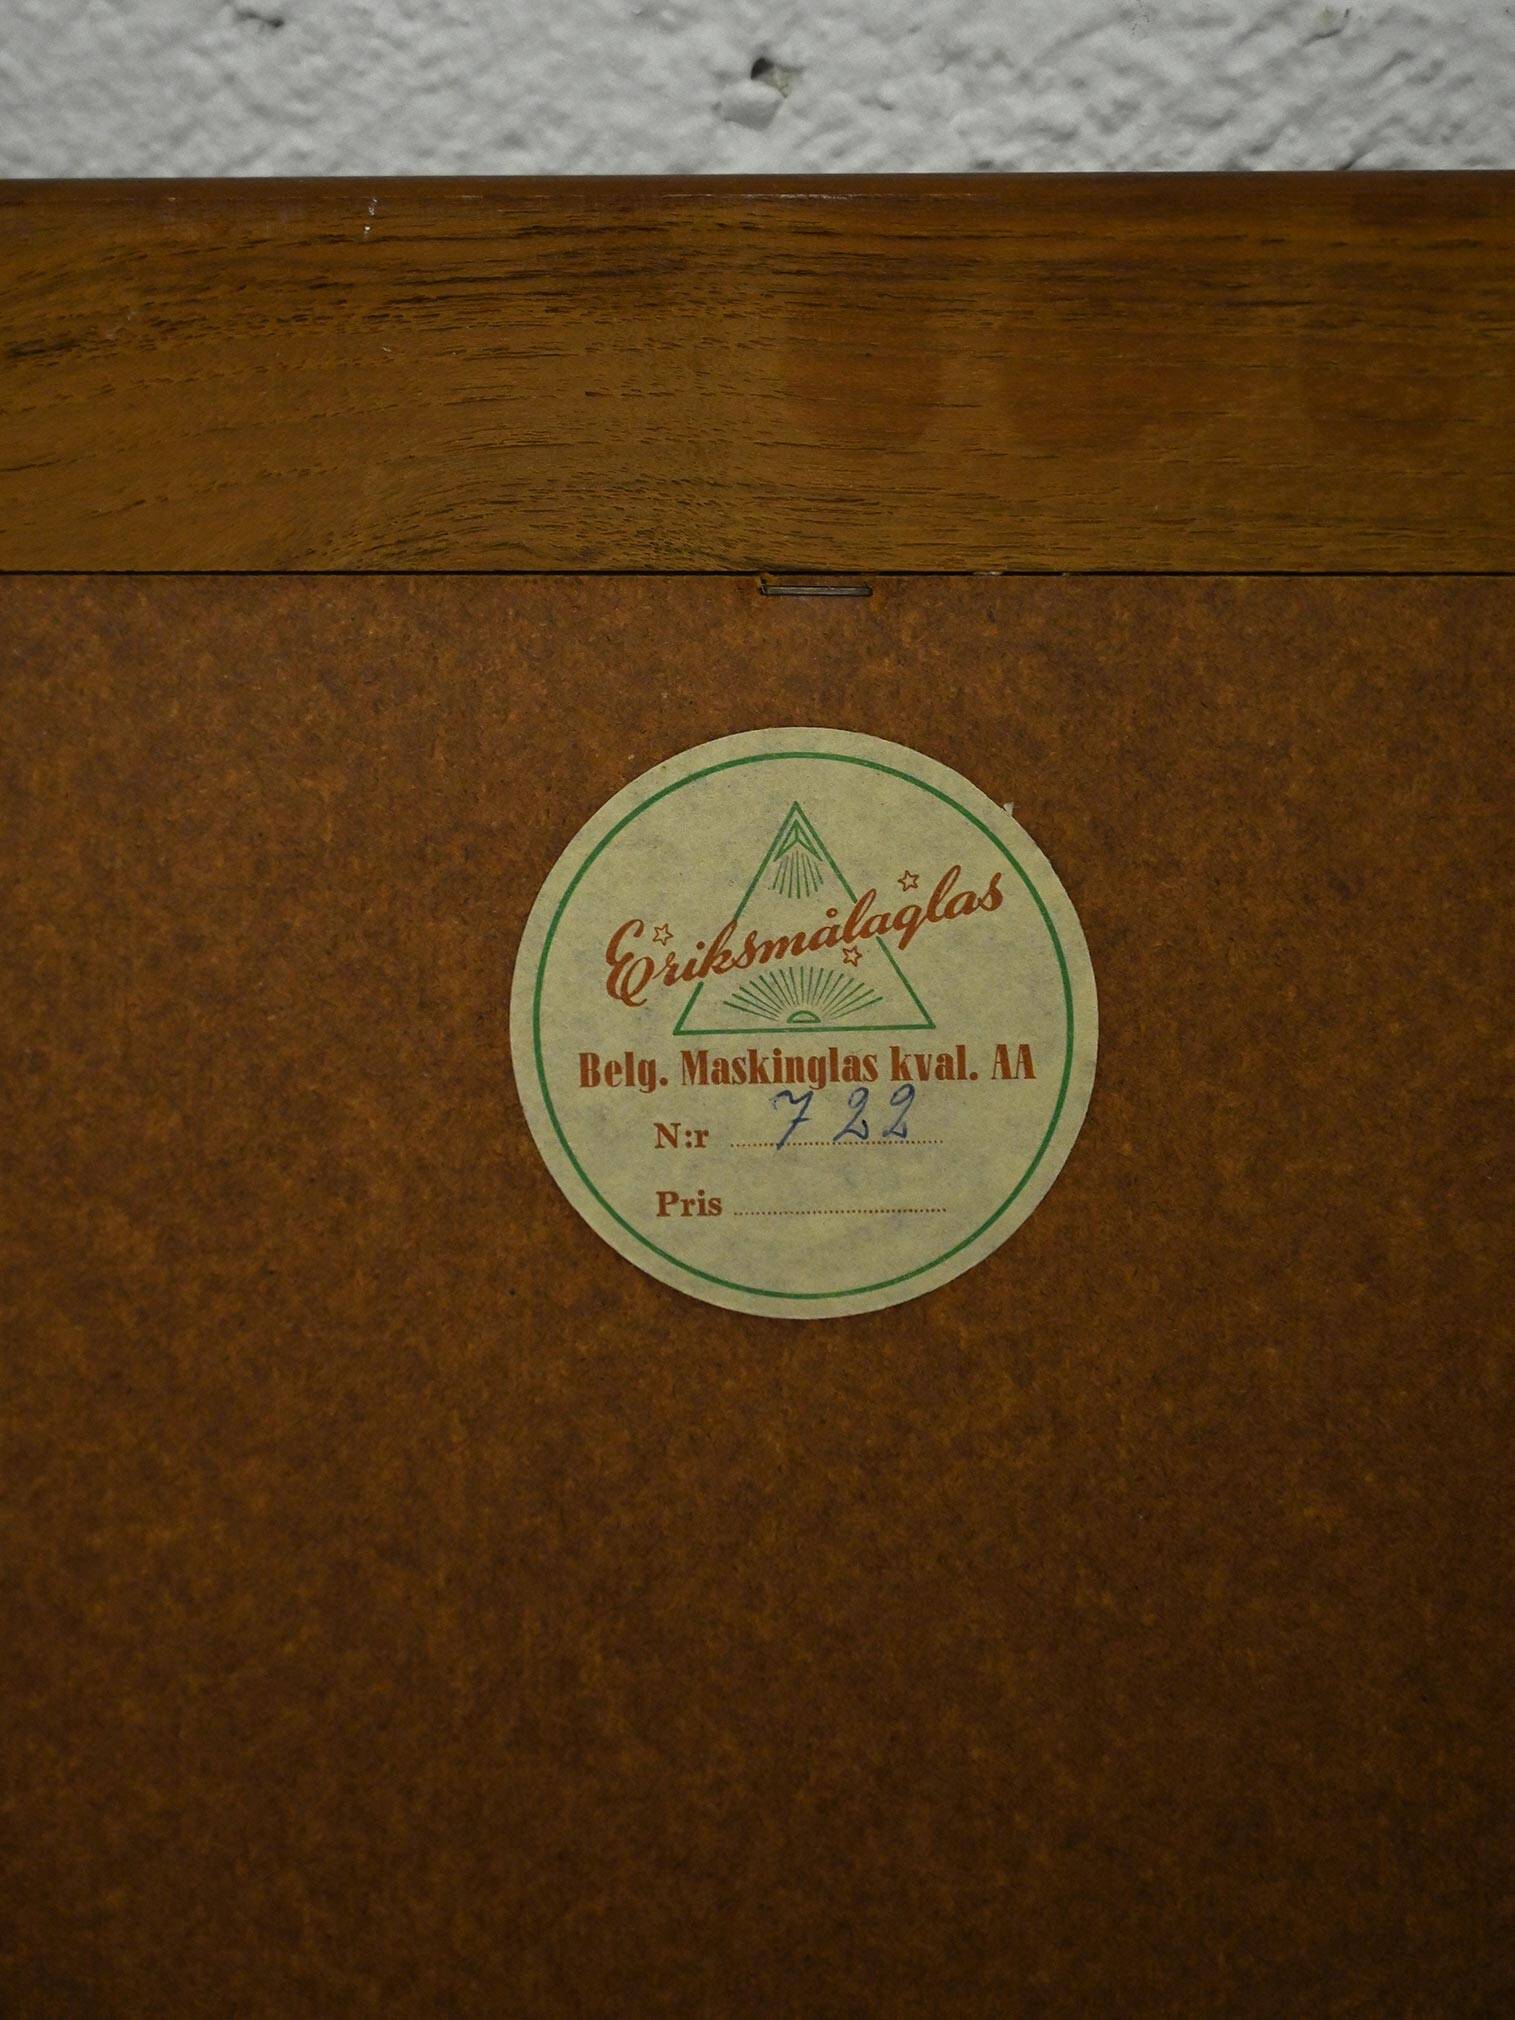 Eriksmålaglas
Belg. Maskinglas kval. AA
N:r 722
Pris